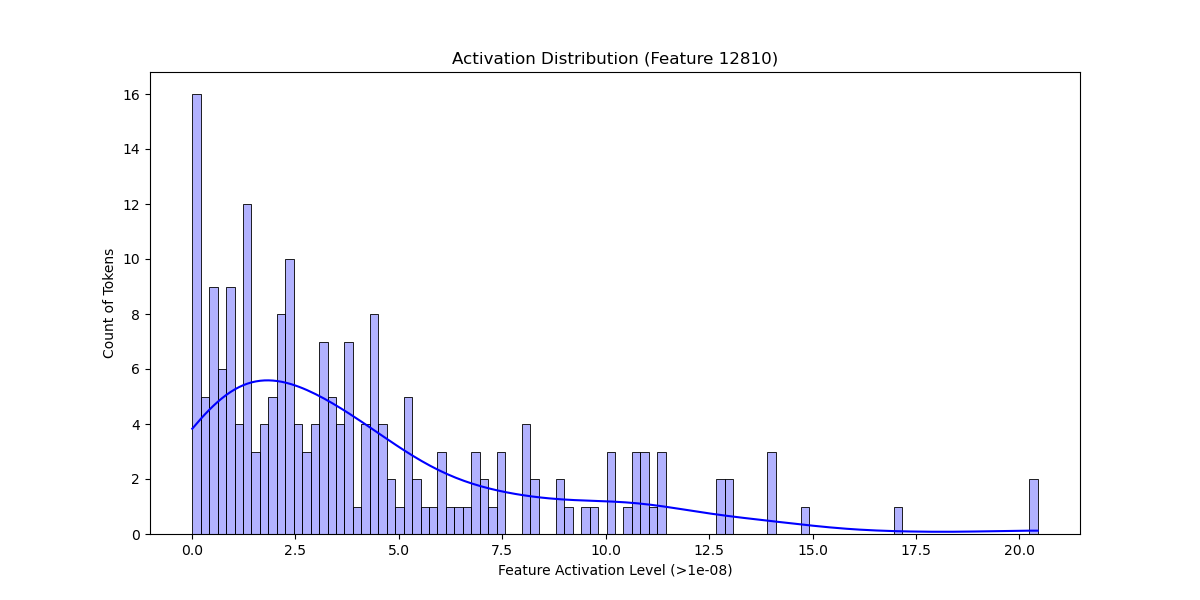 Activation Distribution (Feature 12810)
Count of Tokens
16
14
12
10
8
6
4
2
0
0.0 2.5 5.0 7.5 10.0 12.5 15.0 17.5 20.0
Feature Activation Level (>1e-08)